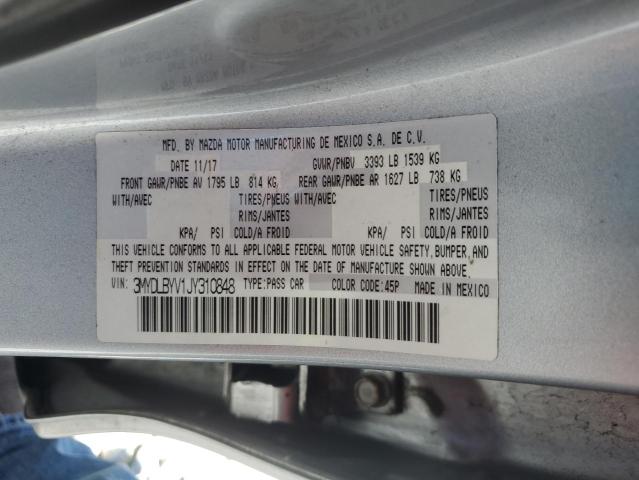 MFD. BY MAZDA MOTOR MANUFACTURING DE MEXICO S.A. DE C.V.
DATE 11/17 GVWR/PNBV 3393 LB 1539 KG
FRONT GAWR/PNBE AV 1795 LB 814 KG REAR GAWR/PNBE AR 1627 LB 738 KG
WITH/AVEC TIRES/PNEUS WITH/AVEC TIRES/PNEUS
RIMS/JANTES RIMS/JANTES
KPA/ PSI COLD/A FROID KPA/ PSI COLD/A FROID
THIS VEHICLE CONFORMS TO ALL APPLICABLE FEDERAL MOTOR VEHICLE SAFETY, BUMPER, AND
THEFT PREVENTION STANDARDS IN EFFECT ON THE DATE OF MANUFACTURE SHOWN ABOVE.
VIN: 3MYDLBYV1JY310848 TYPE:PASS CAR COLOR CODE:45P MADE IN MEXICO